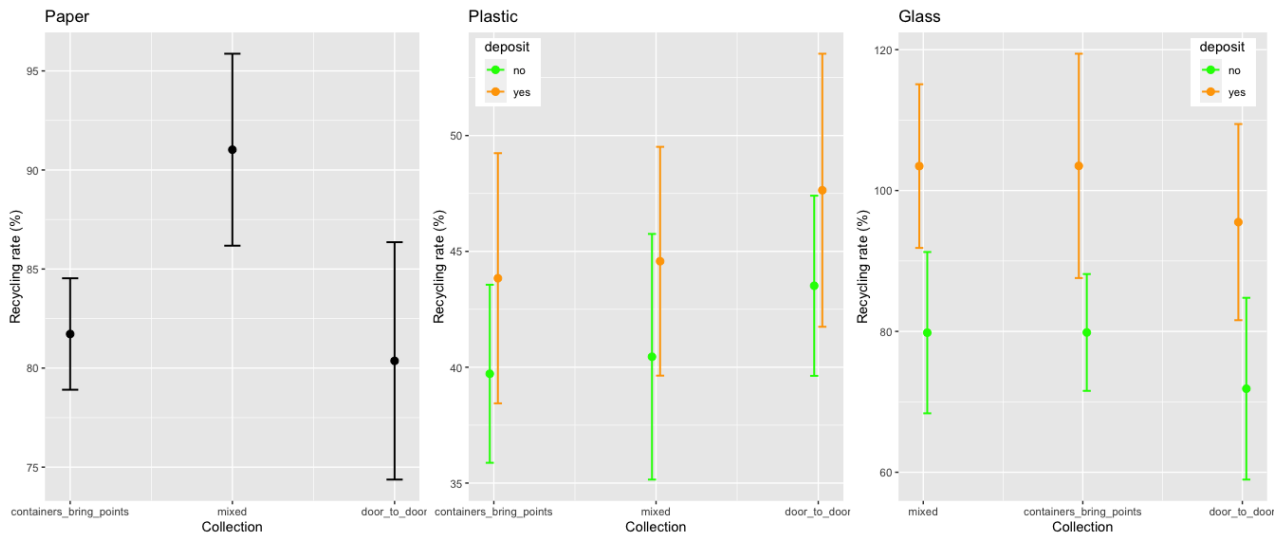 Paper
Recycling rate (%)
95
90
85
80
75
containers_bring_points mixed door_to_door
Collection
Plastic
deposit
no
yes
Recycling rate (%)
50
45
40
35
containers_bring_points mixed door_to_door
Collection
Glass
deposit
no
yes
Recycling rate (%)
120
100
80
60
mixed containers_bring_points door_to_door
Collection